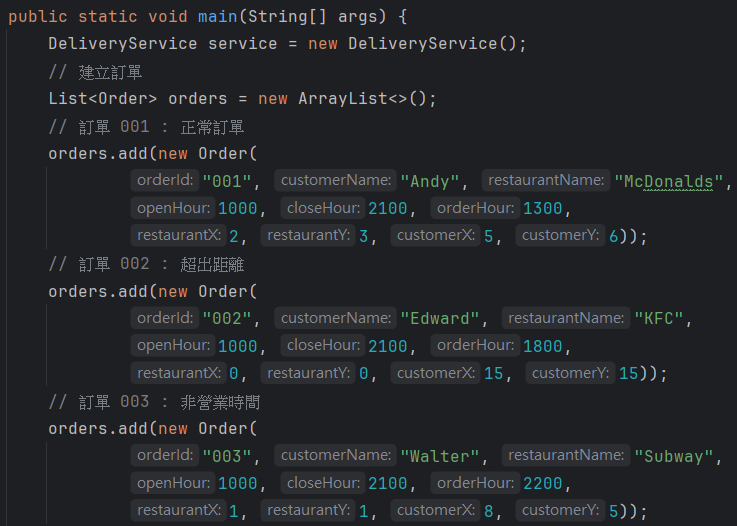 public static void main(String[] args) {
DeliveryService service = new DeliveryService();
// 建立訂單
List<Order> orders = new ArrayList<>();
// 訂單 001 : 正常訂單
orders.add(new Order(
orderId: "001", customerName: "Andy", restaurantName: "McDonalds",
openHour: 1000, closeHour: 2100, orderHour: 1300,
restaurantX: 2, restaurantY: 3, customerX: 5, customerY: 6));
// 訂單 002 : 超出距離
orders.add(new Order(
orderId: "002", customerName: "Edward", restaurantName: "KFC",
openHour: 1000, closeHour: 2100, orderHour: 1800,
restaurantX: 0, restaurantY: 0, customerX: 15, customerY: 15));
// 訂單 003 : 非營業時間
orders.add(new Order(
orderId: "003", customerName: "Walter", restaurantName: "Subway",
openHour: 1000, closeHour: 2100, orderHour: 2200,
restaurantX: 1, restaurantY: 1, customerX: 8, customerY: 5));